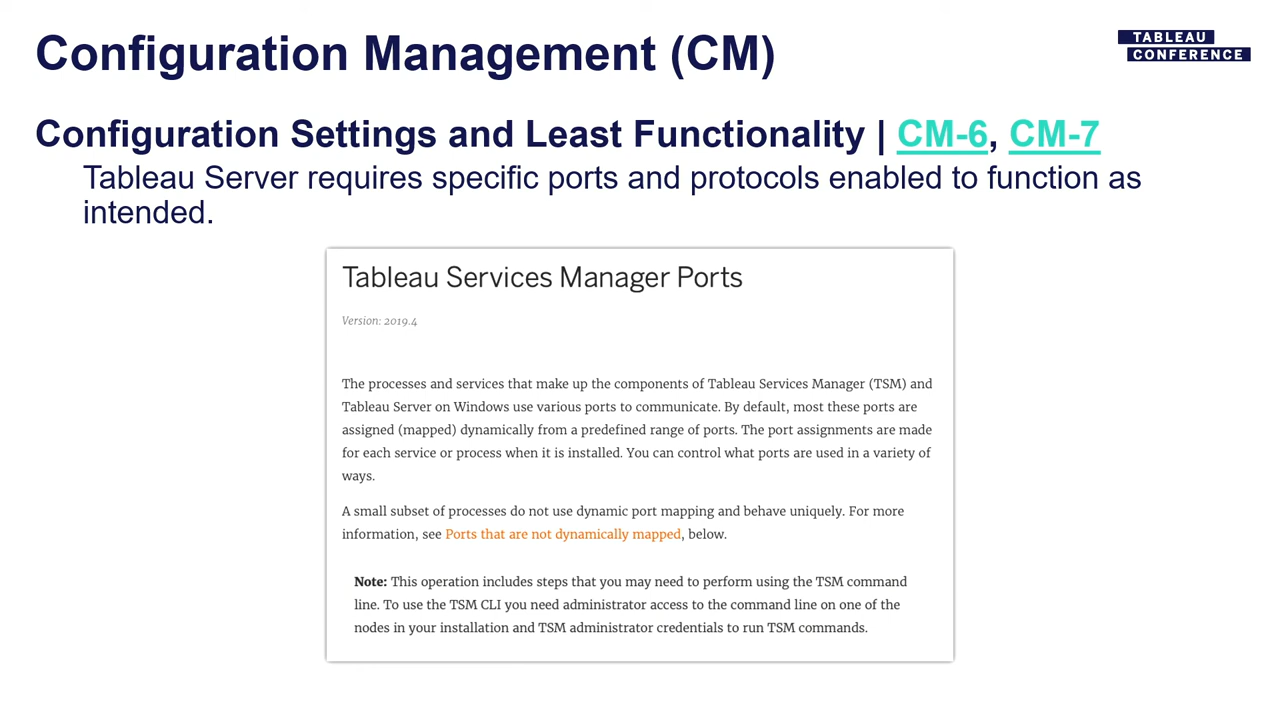 Configuration Management (CM)
TABLEAU
CONFERENCE
Configuration Settings and Least Functionality | CM-6, CM-7
Tableau Server requires specific ports and protocols enabled to function as
intended.
Tableau Services Manager Ports
Version: 2019.4
The processes and services that make up the components of Tableau Services Manager (TSM) and
Tableau Server on Windows use various ports to communicate. By default, most these ports are
assigned (mapped) dynamically from a predefined range of ports. The port assignments are made
for each service or process when it is installed. You can control what ports are used in a variety of
ways.
A small subset of processes do not use dynamic port mapping and behave uniquely. For more
information, see Ports that are not dynamically mapped, below.
Note: This operation includes steps that you may need to perform using the TSM command
line. To use the TSM CLI you need administrator access to the command line on one of the
nodes in your installation and TSM administrator credentials to run TSM commands.